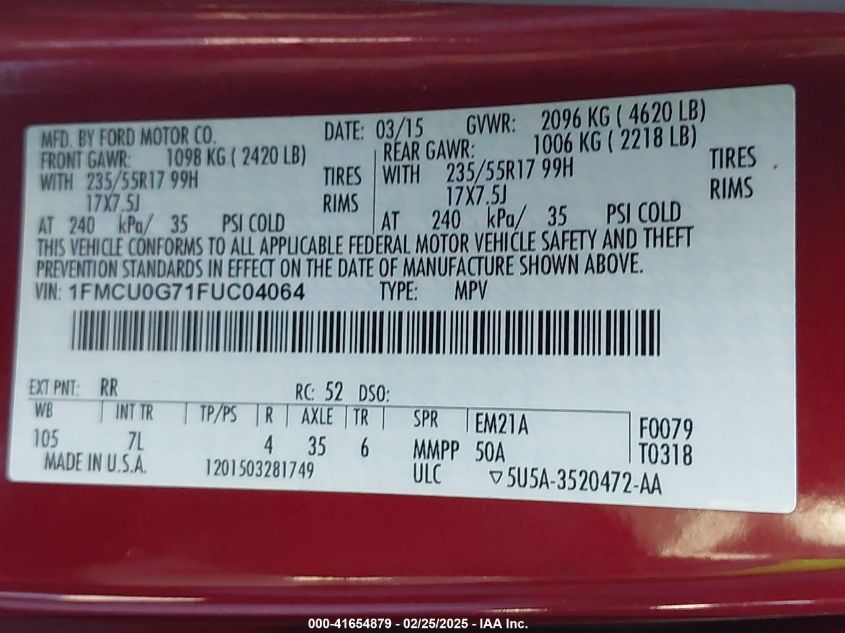 MFD. BY FORD MOTOR CO. DATE: 03/15 GVWR: 2096 KG ( 4620 LB)
FRONT GAWR: 1098 KG ( 2420 LB) REAR GAWR: 1006 KG ( 2218 LB)
WITH 235/55R17 99H TIRES WITH 235/55R17 99H TIRES
17X7.5J RIMS 17X7.5J RIMS
AT 240 kPa/ 35 PSI COLD AT 240 kPa/ 35 PSI COLD
THIS VEHICLE CONFORMS TO ALL APPLICABLE FEDERAL MOTOR VEHICLE SAFETY AND THEFT
PREVENTION STANDARDS IN EFFECT ON THE DATE OF MANUFACTURE SHOWN ABOVE.
VIN: 1FMCU0G71FUC04064 TYPE: MPV
EXT PNT: RR RC: 52 DSO:
WB INT TR TP/PS R AXLE TR SPR EM21A F0079
105 7L 4 35 6 MMPP 50A T0318
MADE IN U.S.A. 1201503281749 ULC ▽5U5A-3520472-AA
000-41654879 - 02/25/2025 - IAA Inc.